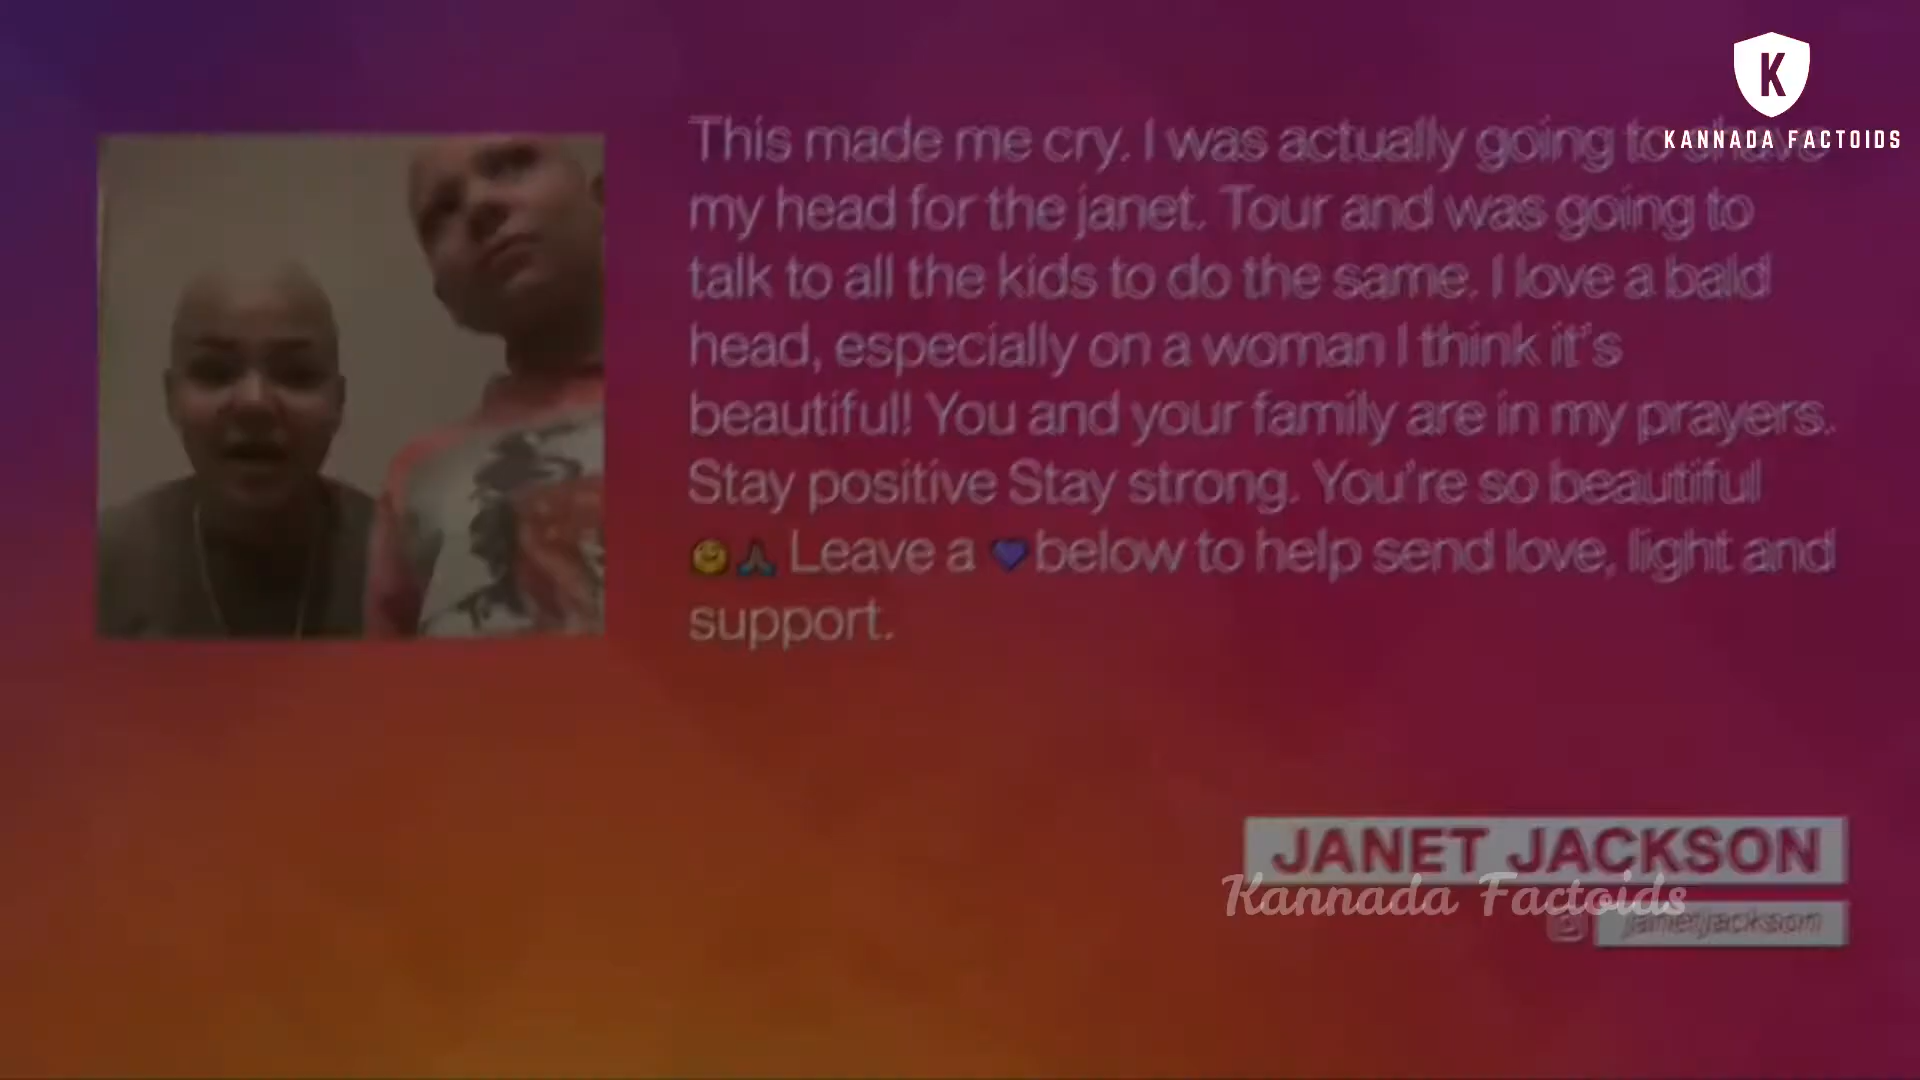 K
KANNADA FACTOIDS
This made me cry. I was actually going to shave
my head for the janet. Tour and was going to
talk to all the kids to do the same. I love a bald
head, especially on a woman I think it's
beautiful! You and your family are in my prayers.
Stay positive Stay strong. You're so beautiful
😊🙏 Leave a 💙 below to help send love, light and
support.
JANET JACKSON
Kannada Factoids
janetjackson